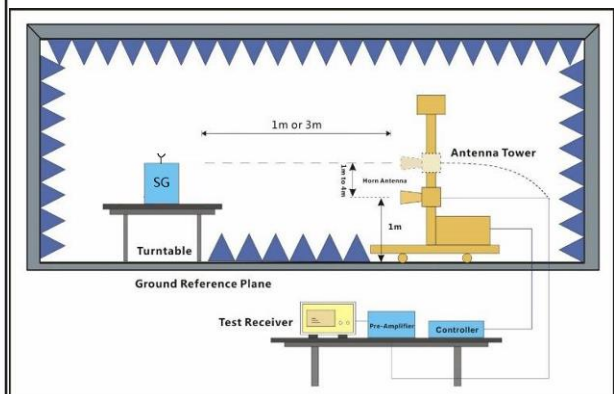 1m or 3m
Antenna Tower
SG
1m to 4m
Horn Antenna
1m
Turntable
Ground Reference Plane
Test Receiver
Pre-Amplifier
Controller